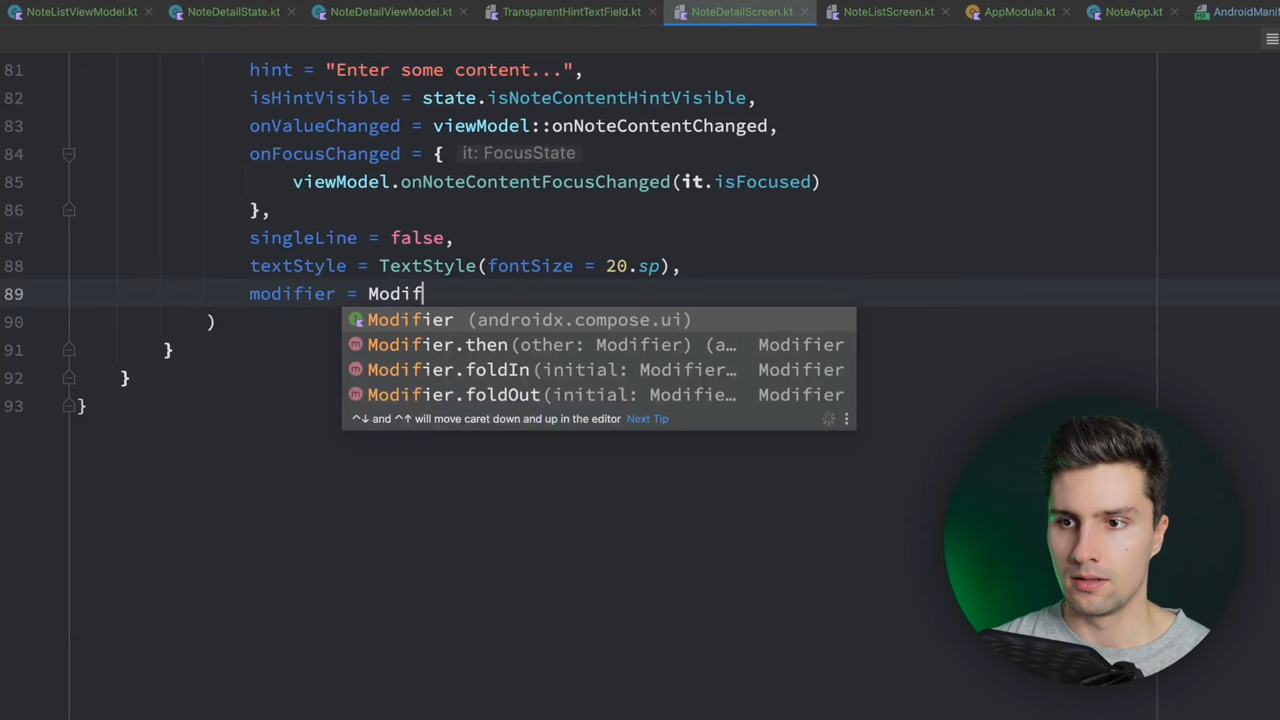 NoteListViewModel.kt NoteDetailState.kt NoteDetailViewModel.kt TransparentHintTextField.kt NoteDetailScreen.kt NoteListScreen.kt AppModule.kt NoteApp.kt AndroidManif
81 hint = "Enter some content...",
82 isHintVisible = state.isNoteContentHintVisible,
83 onValueChanged = viewModel::onNoteContentChanged,
84 onFocusChanged = { it: FocusState
85 viewModel.onNoteContentFocusChanged(it.isFocused)
86 },
87 singleLine = false,
88 textStyle = TextStyle(fontSize = 20.sp),
89 modifier = Modif
Modifier (androidx.compose.ui)
90 )
Modifier.then(other: Modifier) (a... Modifier
91 }
Modifier.foldIn(initial: Modifier... Modifier
92 }
Modifier.foldOut(initial: Modifie... Modifier
93 }
^↓ and ^↑ will move caret down and up in the editor Next Tip